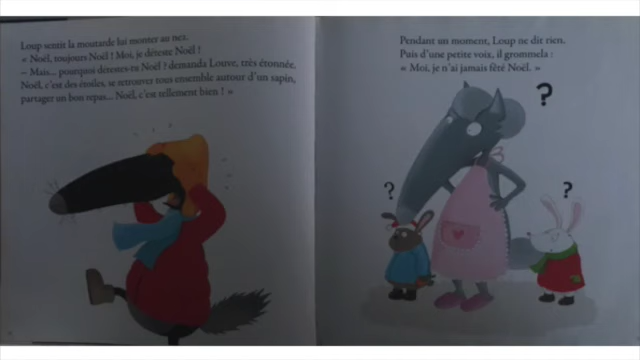 Loup sentit la moutarde lui monter au nez.
« Noël, toujours Noël ! Moi, je déteste Noël !
– Mais... pourquoi détestes-tu Noël ? demanda Louve, très étonnée.
Noël, c'est des étoiles, se retrouver tous ensemble autour d'un sapin,
partager un bon repas... Noël, c'est tellement bien ! »
Pendant un moment, Loup ne dit rien.
Puis d'une petite voix, il grommela :
« Moi, je n'ai jamais fêté Noël. »
?
?
?